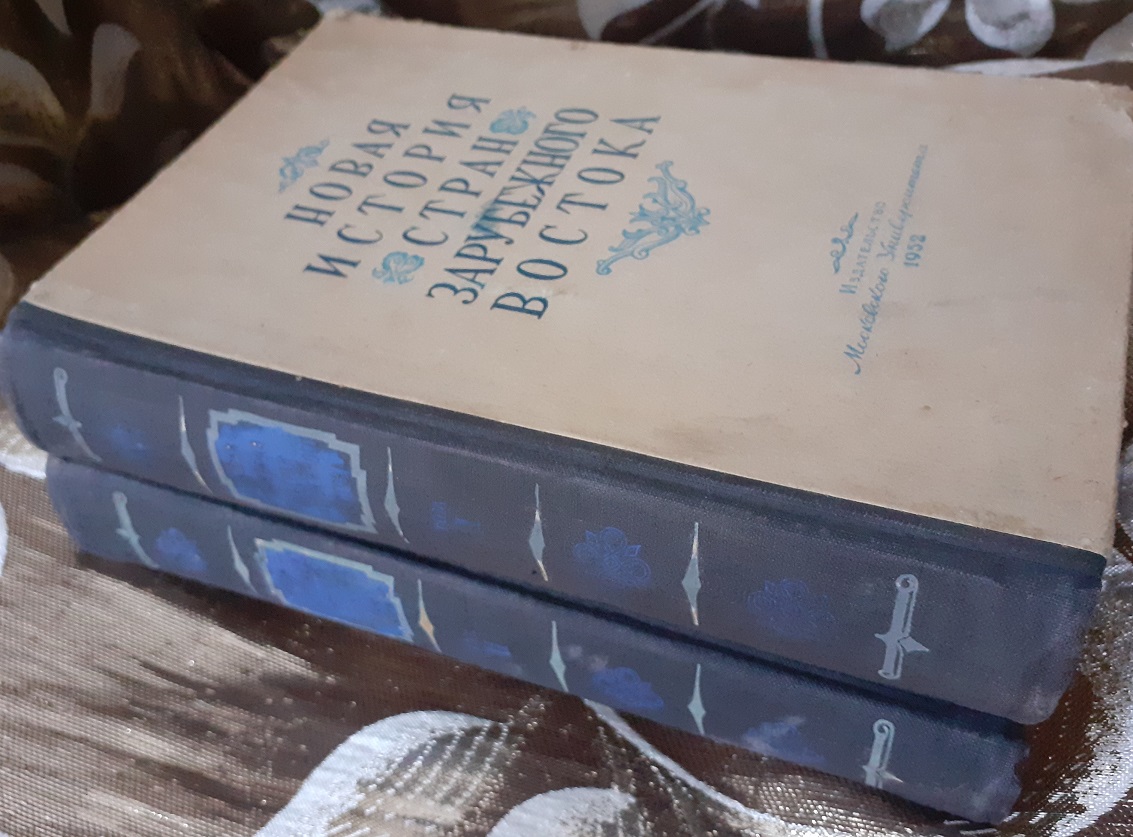 НОВАЯ
ИСТОРИЯ
СТРАН
ЗАРУБЕЖНОГО
ВОСТОКА
Издательство
Московского Университета
1952